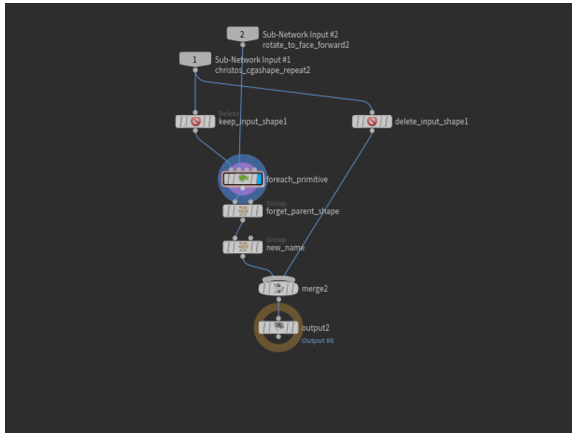 2
Sub-Network Input #2
rotate_to_face_forward2
1
Sub-Network Input #1
christos_cgashape_repeat2
Delete
keep_input_shape1
delete_input_shape1
foreach_primitive
Group
forget_parent_shape
Group
new_name
merge2
output2
Output #0